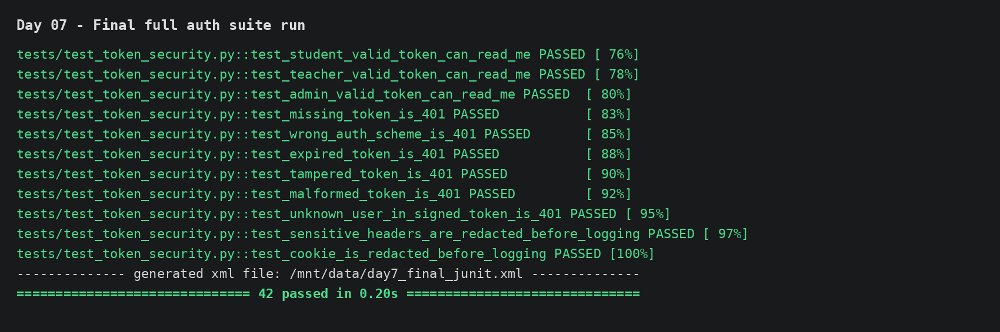 Day 07 - Final full auth suite run
tests/test_token_security.py::test_student_valid_token_can_read_me PASSED [ 76%]
tests/test_token_security.py::test_teacher_valid_token_can_read_me PASSED [ 78%]
tests/test_token_security.py::test_admin_valid_token_can_read_me PASSED  [ 80%]
tests/test_token_security.py::test_missing_token_is_401 PASSED           [ 83%]
tests/test_token_security.py::test_wrong_auth_scheme_is_401 PASSED       [ 85%]
tests/test_token_security.py::test_expired_token_is_401 PASSED           [ 88%]
tests/test_token_security.py::test_tampered_token_is_401 PASSED          [ 90%]
tests/test_token_security.py::test_malformed_token_is_401 PASSED         [ 92%]
tests/test_token_security.py::test_unknown_user_in_signed_token_is_401 PASSED [ 95%]
tests/test_token_security.py::test_sensitive_headers_are_redacted_before_logging PASSED [ 97%]
tests/test_token_security.py::test_cookie_is_redacted_before_logging PASSED [100%]
-------------- generated xml file: /mnt/data/day7_final_junit.xml --------------
============================== 42 passed in 0.20s ==============================